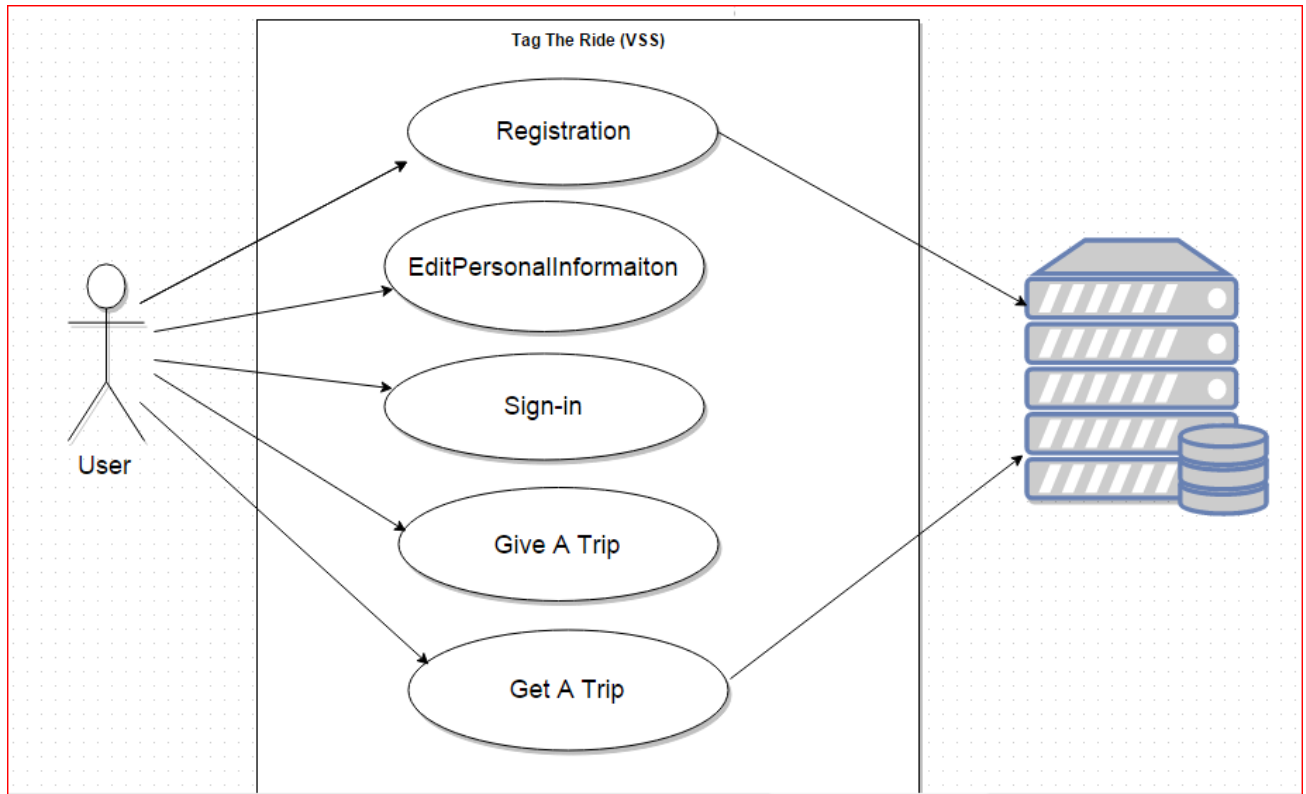 Tag The Ride (VSS)
Registration
EditPersonalInformaiton
Sign-in
User
Give A Trip
Get A Trip